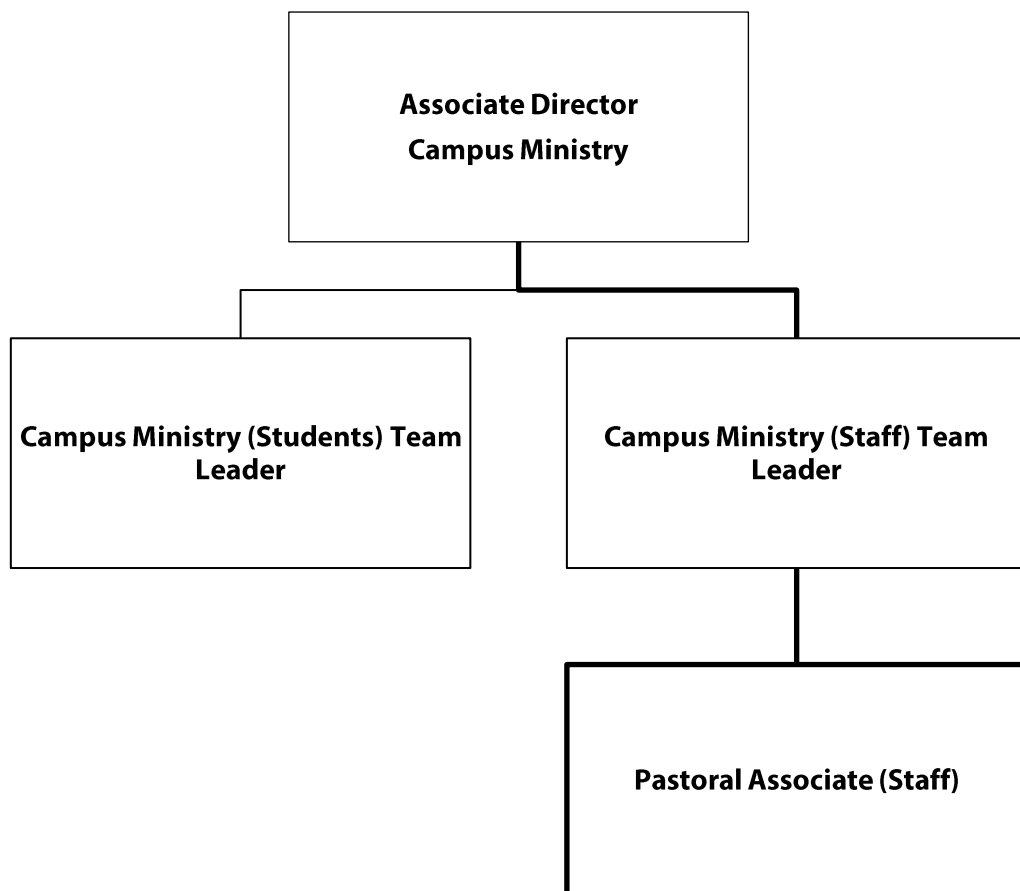 Associate Director
Campus Ministry
Campus Ministry (Students) Team
Leader
Campus Ministry (Staff) Team
Leader
Pastoral Associate (Staff)